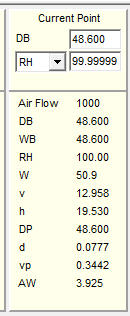 Current Point
DB 48.600
RH 99.99999
Air Flow 1000
DB 48.600
WB 48.600
RH 100.00
W 50.9
v 12.958
h 19.530
DP 48.600
d 0.0777
vp 0.3442
AW 3.925